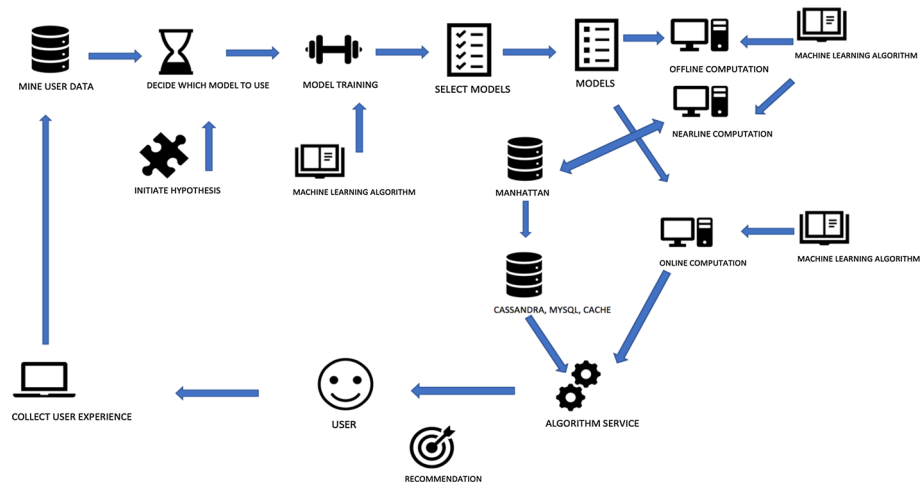 MINE USER DATA
DECIDE WHICH MODEL TO USE
MODEL TRAINING
SELECT MODELS
MODELS
OFFLINE COMPUTATION
MACHINE LEARNING ALGORITHM
NEARLINE COMPUTATION
INITIATE HYPOTHESIS
MACHINE LEARNING ALGORITHM
MANHATTAN
ONLINE COMPUTATION
MACHINE LEARNING ALGORITHM
CASSANDRA, MYSQL, CACHE
COLLECT USER EXPERIENCE
USER
ALGORITHM SERVICE
RECOMMENDATION